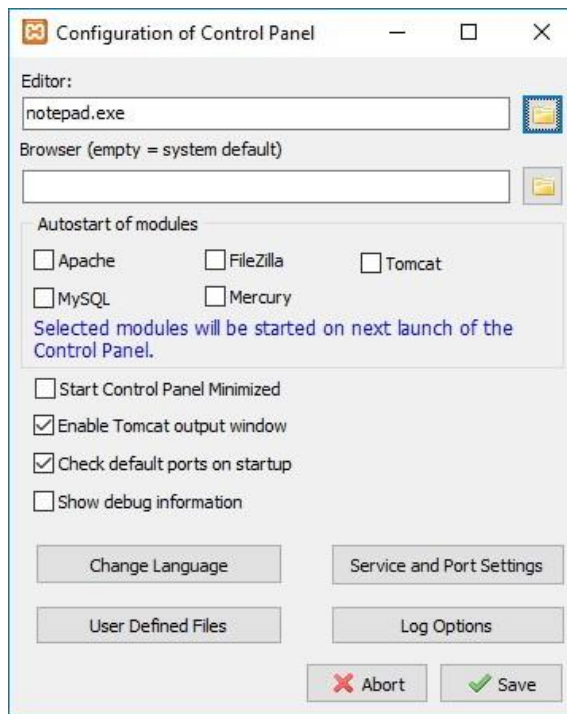 Configuration of Control Panel
Editor:
notepad.exe
Browser (empty = system default)
Autostart of modules
Apache FileZilla Tomcat
MySQL Mercury
Selected modules will be started on next launch of the
Control Panel.
Start Control Panel Minimized
Enable Tomcat output window
Check default ports on startup
Show debug information
Change Language Service and Port Settings
User Defined Files Log Options
Abort Save